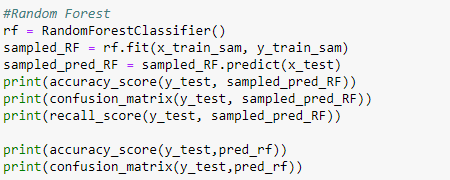 #Random Forest
rf = RandomForestClassifier()
sampled_RF = rf.fit(x_train_sam, y_train_sam)
sampled_pred_RF = sampled_RF.predict(x_test)
print(accuracy_score(y_test, sampled_pred_RF))
print(confusion_matrix(y_test, sampled_pred_RF))
print(recall_score(y_test, sampled_pred_RF))
print(accuracy_score(y_test,pred_rf))
print(confusion_matrix(y_test,pred_rf))